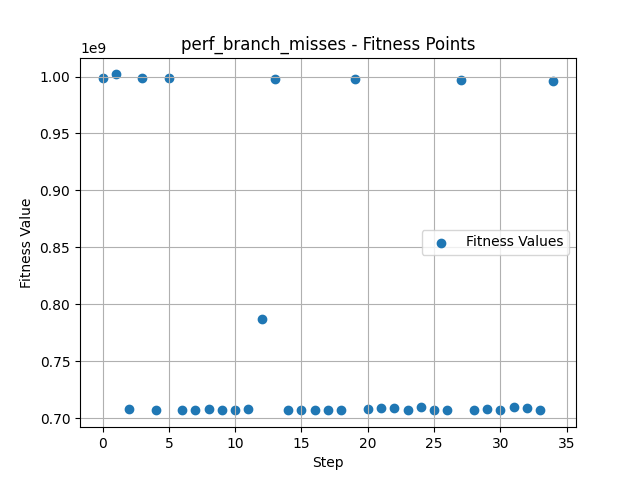 perf_branch_misses - Fitness Points
1e9
1.00
0.95
0.90
0.85
0.80
0.75
0.70
Fitness Value
Fitness Values
0 5 10 15 20 25 30 35
Step